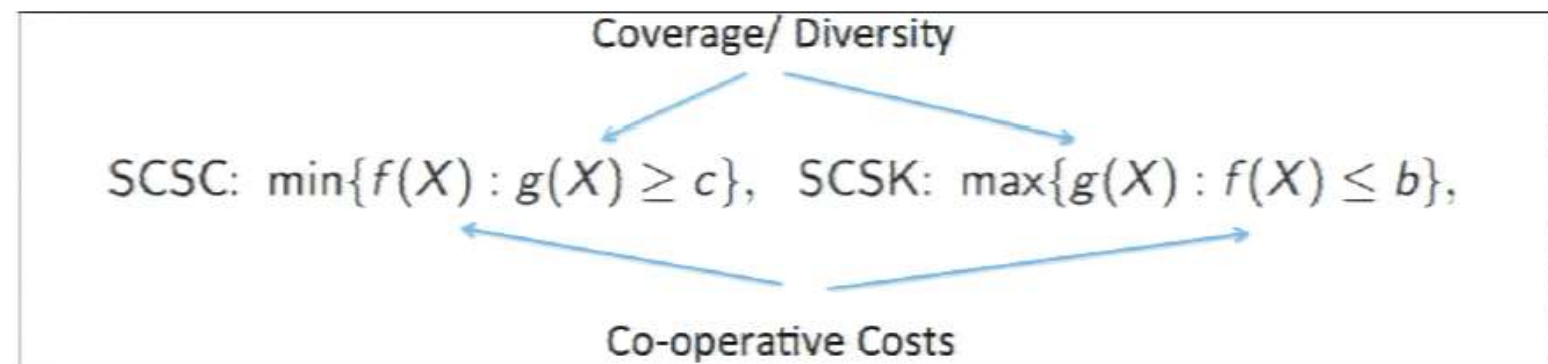 Coverage/ Diversity
SCSC: min{f(X) : g(X) ≥ c}, SCSK: max{g(X) : f(X) ≤ b},
Co-operative Costs